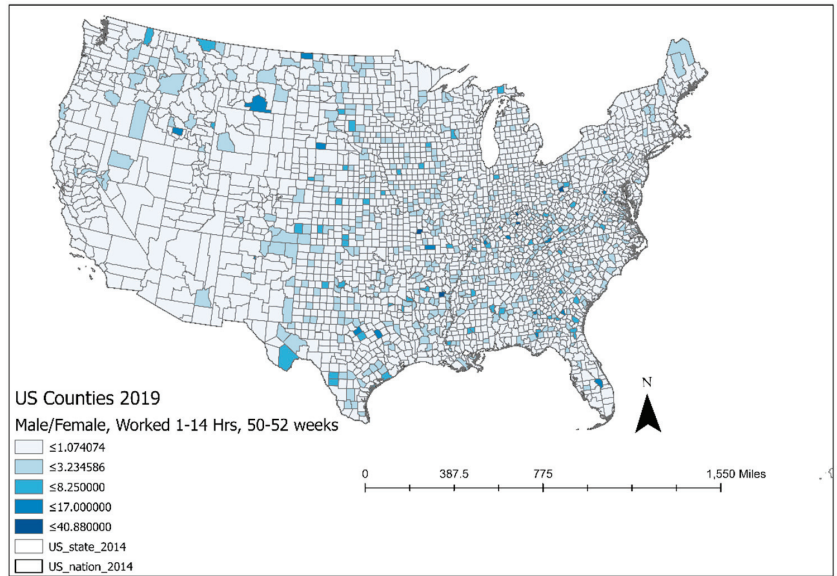 N
US Counties 2019
Male/Female, Worked 1-14 Hrs, 50-52 weeks
≤1.074074
≤3.234586
≤8.250000
≤17.000000
≤40.880000
US_state_2014
US_nation_2014
0 387.5 775 1,550 Miles